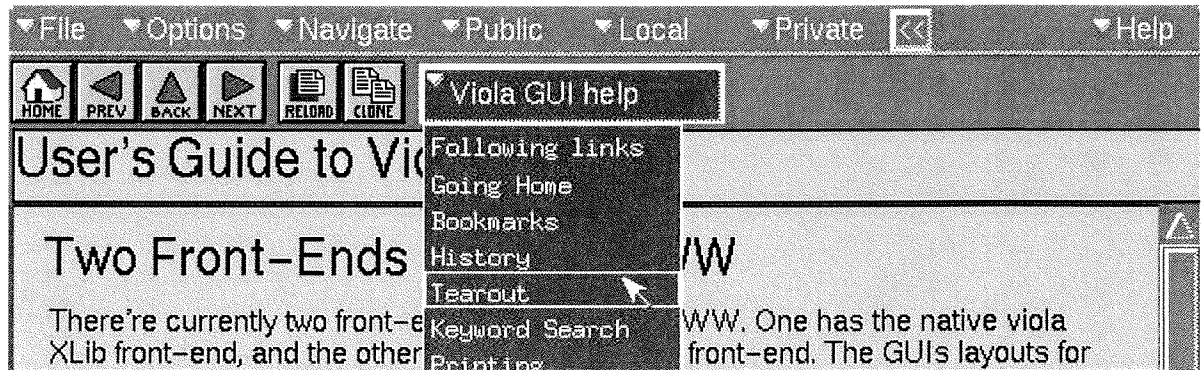 File Options Navigate Public Local Private << Help
HOME PREV BACK NEXT RELOAD CLONE Viola GUI help
User's Guide to Vi
Following links
Going Home
Bookmarks
History
Tearout
Keyword Search
Printing
Two Front-Ends WW
There're currently two front-e WW. One has the native viola
XLib front-end, and the other front-end. The GUIs layouts for